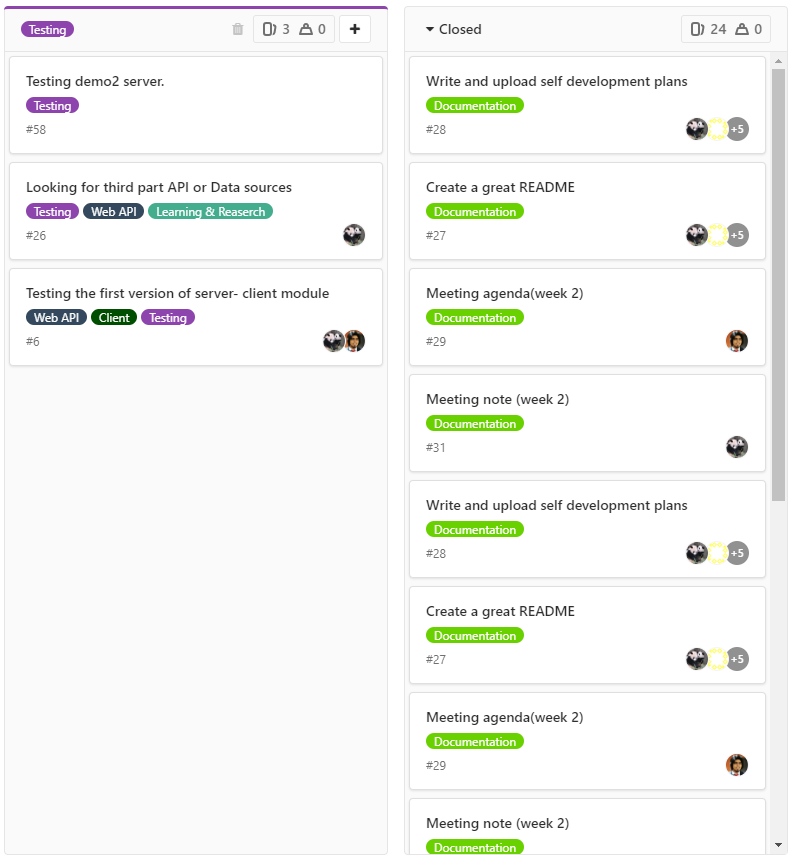 Testing 3 0 +
Testing demo2 server.
Testing
#58
Looking for third part API or Data sources
Testing Web API Learning & Reaserch
#26
Testing the first version of server- client module
Web API Client Testing
#6
Closed 24 0
Write and upload self development plans
Documentation
#28 +5
Create a great README
Documentation
#27 +5
Meeting agenda(week 2)
Documentation
#29
Meeting note (week 2)
Documentation
#31
Write and upload self development plans
Documentation
#28 +5
Create a great README
Documentation
#27 +5
Meeting agenda(week 2)
Documentation
#29
Meeting note (week 2)
Documentation